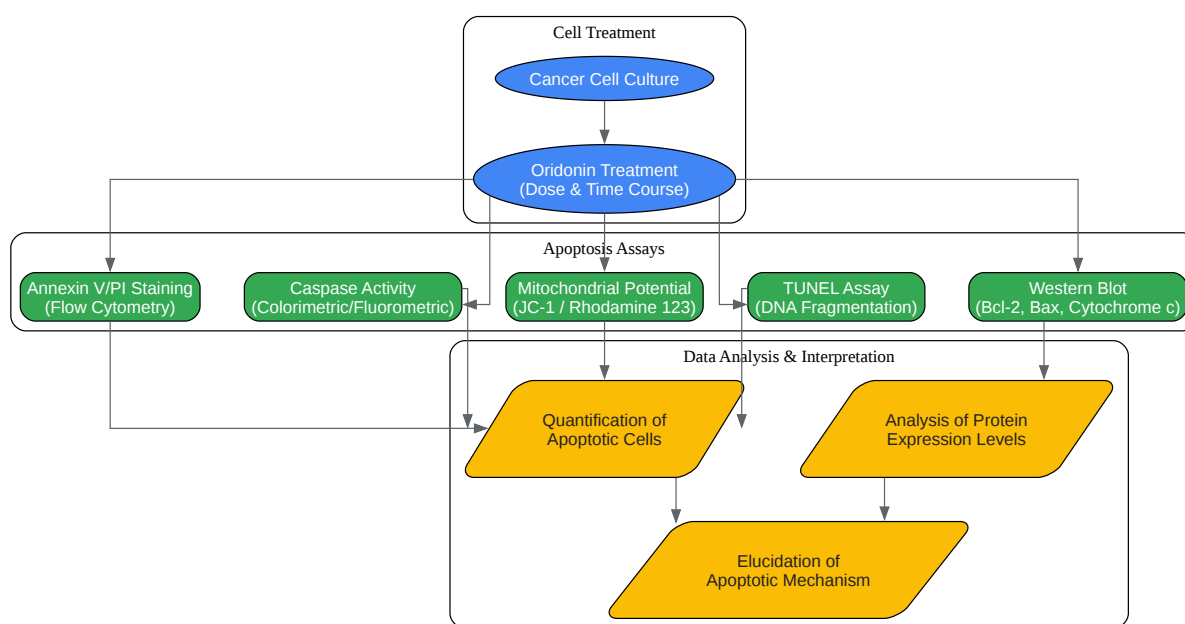 Cell Treatment
Cancer Cell Culture
Oridonin Treatment
(Dose & Time Course)
Apoptosis Assays
Annexin V/PI Staining
(Flow Cytometry)
Caspase Activity
(Colorimetric/Fluorometric)
Mitochondrial Potential
(JC-1 / Rhodamine 123)
TUNEL Assay
(DNA Fragmentation)
Western Blot
(Bcl-2, Bax, Cytochrome c)
Data Analysis & Interpretation
Quantification of
Apoptotic Cells
Analysis of Protein
Expression Levels
Elucidation of
Apoptotic Mechanism